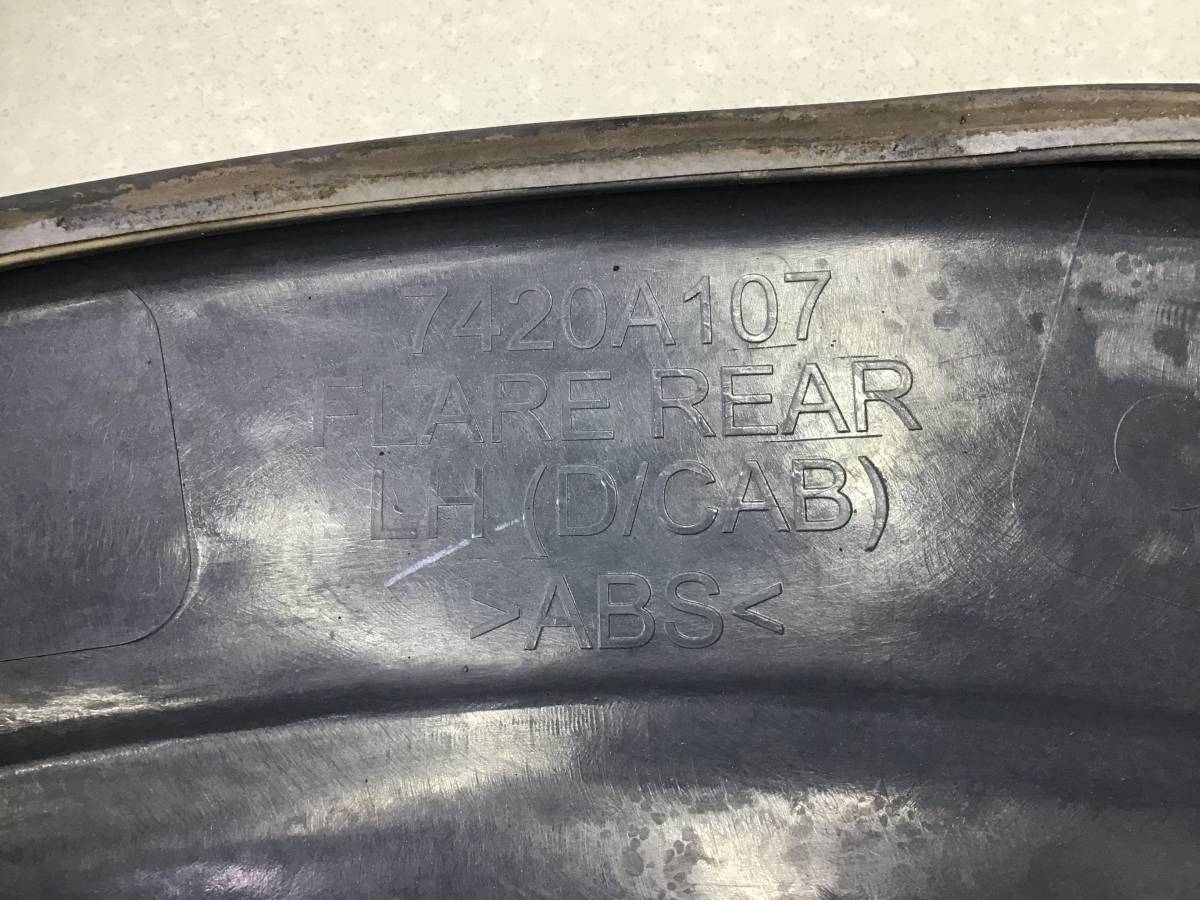 7420A107
FLARE REAR
LH (D/CAB)
>ABS<